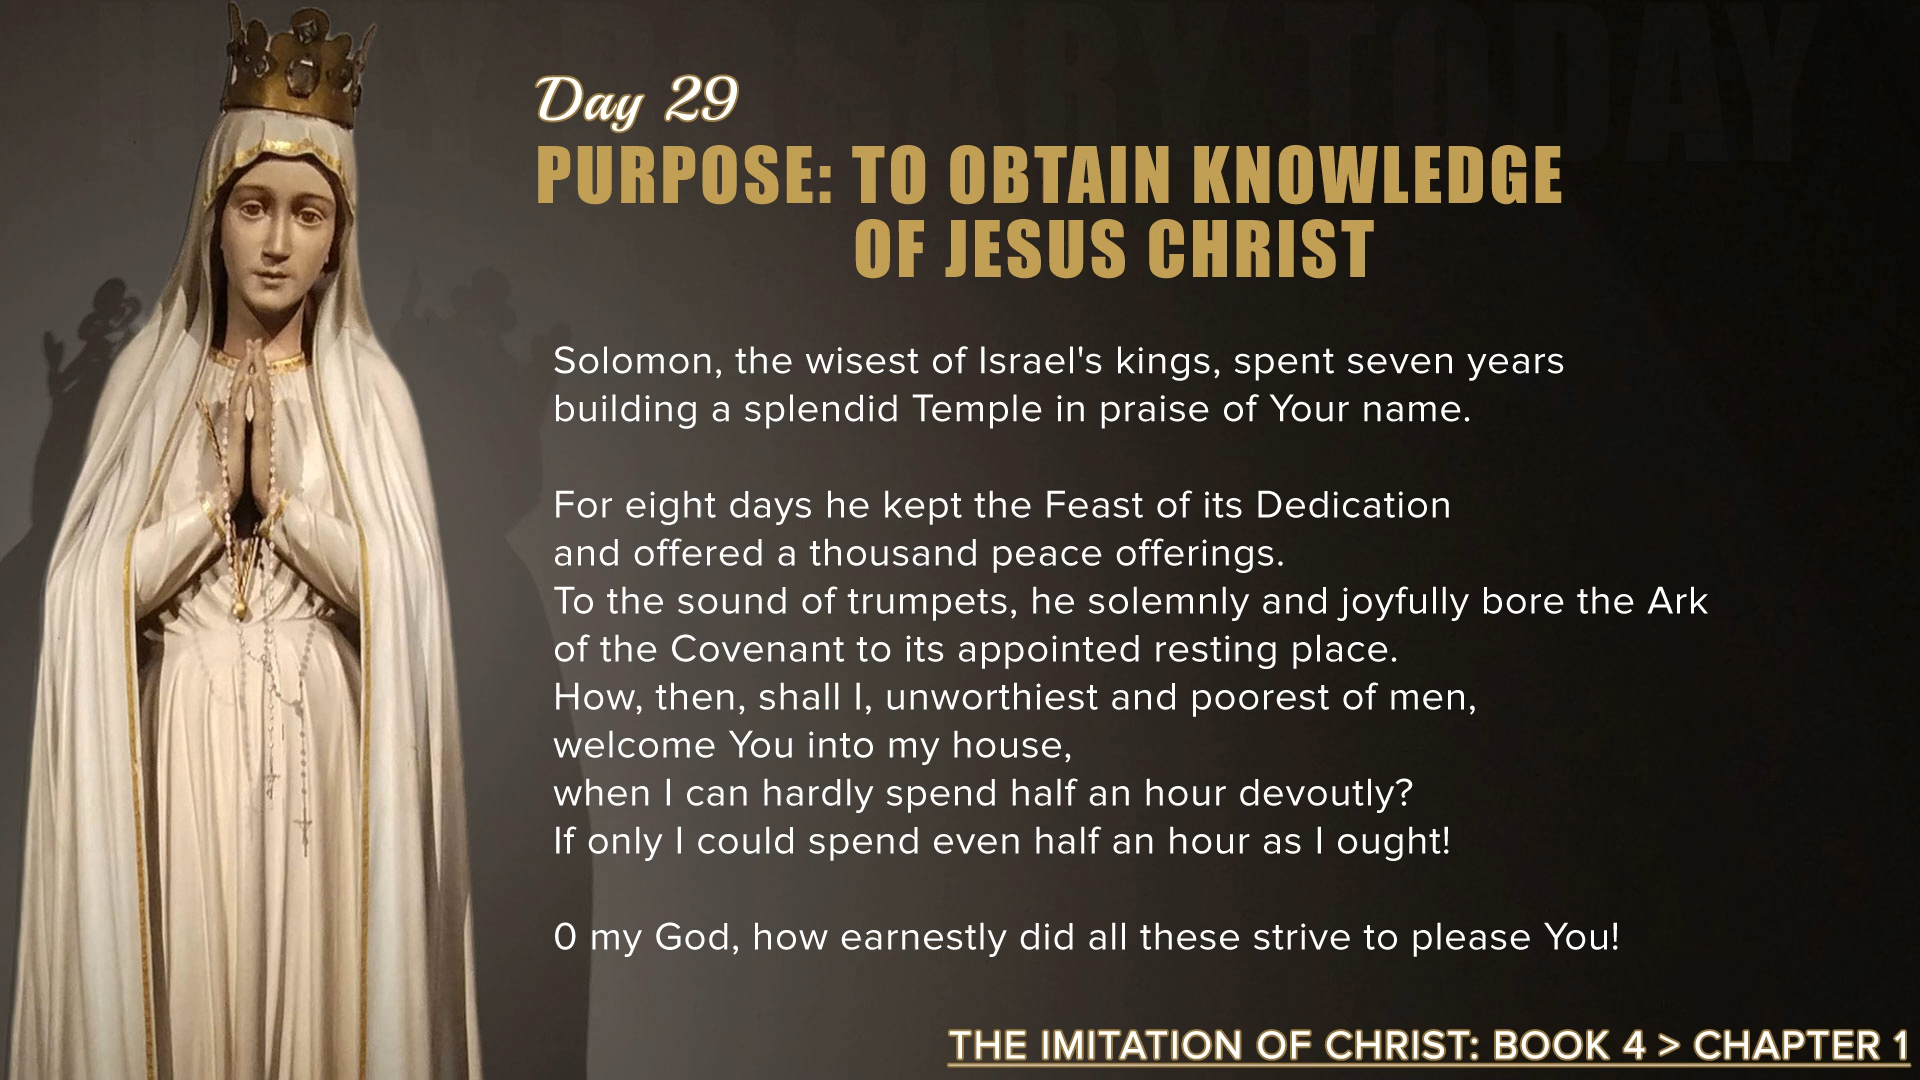 HOLY ROSARY TODAY
Day 29
PURPOSE: TO OBTAIN KNOWLEDGE
OF JESUS CHRIST
Solomon, the wisest of Israel's kings, spent seven years
building a splendid Temple in praise of Your name.
For eight days he kept the Feast of its Dedication
and offered a thousand peace offerings.
To the sound of trumpets, he solemnly and joyfully bore the Ark
of the Covenant to its appointed resting place.
How, then, shall I, unworthiest and poorest of men,
welcome You into my house,
when I can hardly spend half an hour devoutly?
If only I could spend even half an hour as I ought!
0 my God, how earnestly did all these strive to please You!
THE IMITATION OF CHRIST: BOOK 4 > CHAPTER 1